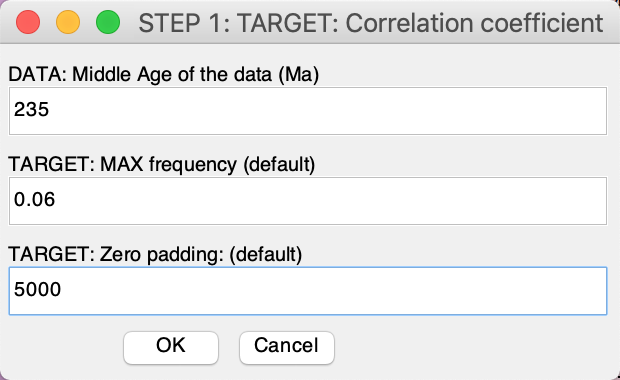 STEP 1: TARGET: Correlation coefficient
DATA: Middle Age of the data (Ma)
235
TARGET: MAX frequency (default)
0.06
TARGET: Zero padding: (default)
5000
OK Cancel